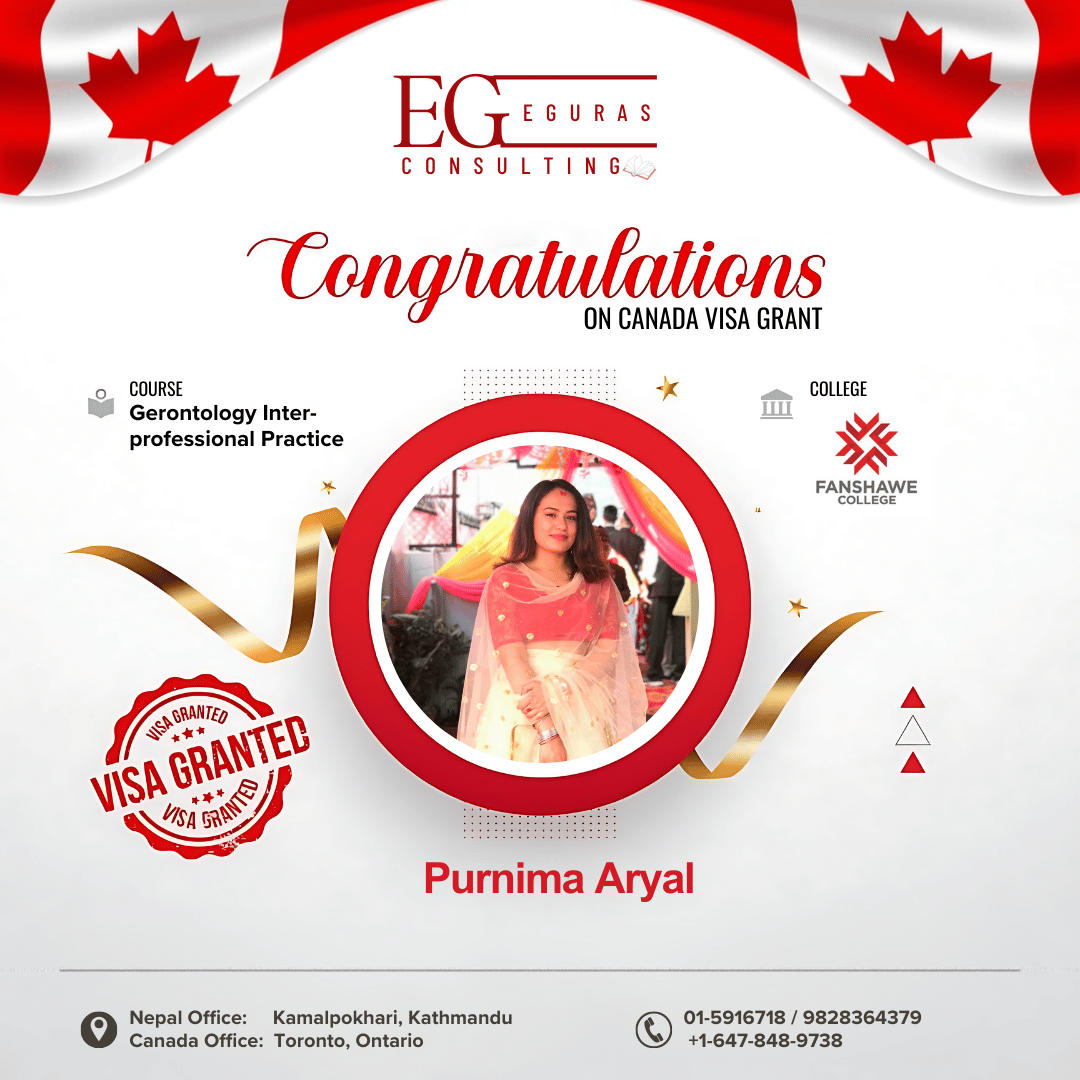 EG EGURAS
CONSULTING
Congratulations
ON CANADA VISA GRANT
COURSE
Gerontology Inter-
professional Practice
COLLEGE
FANSHAWE
COLLEGE
VISA GRANTED
VISA GRANTED
VISA GRANTED
Purnima Aryal
Nepal Office: Kamalpokhari, Kathmandu
Canada Office: Toronto, Ontario
01-5916718 / 9828364379
+1-647-848-9738